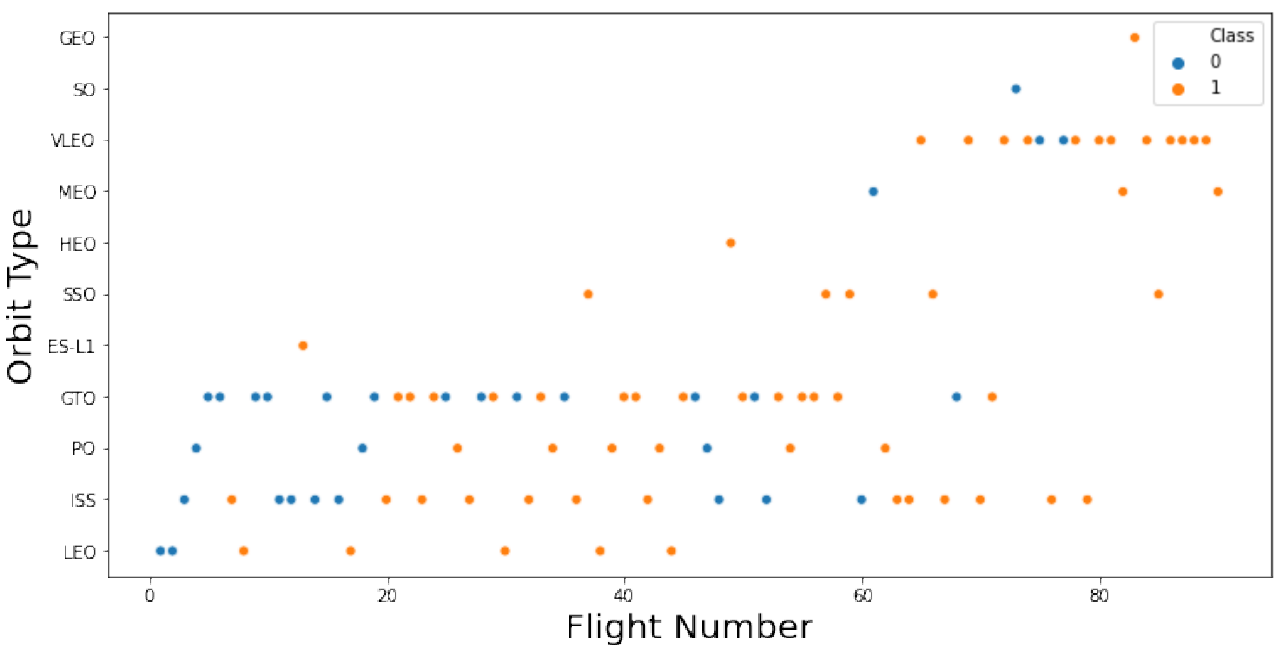 GEO
SO
VLEO
MEO
HEO
SSO
ES-L1
GTO
PO
ISS
LEO
Orbit Type
0 20 40 60 80
Flight Number
Class
0
1